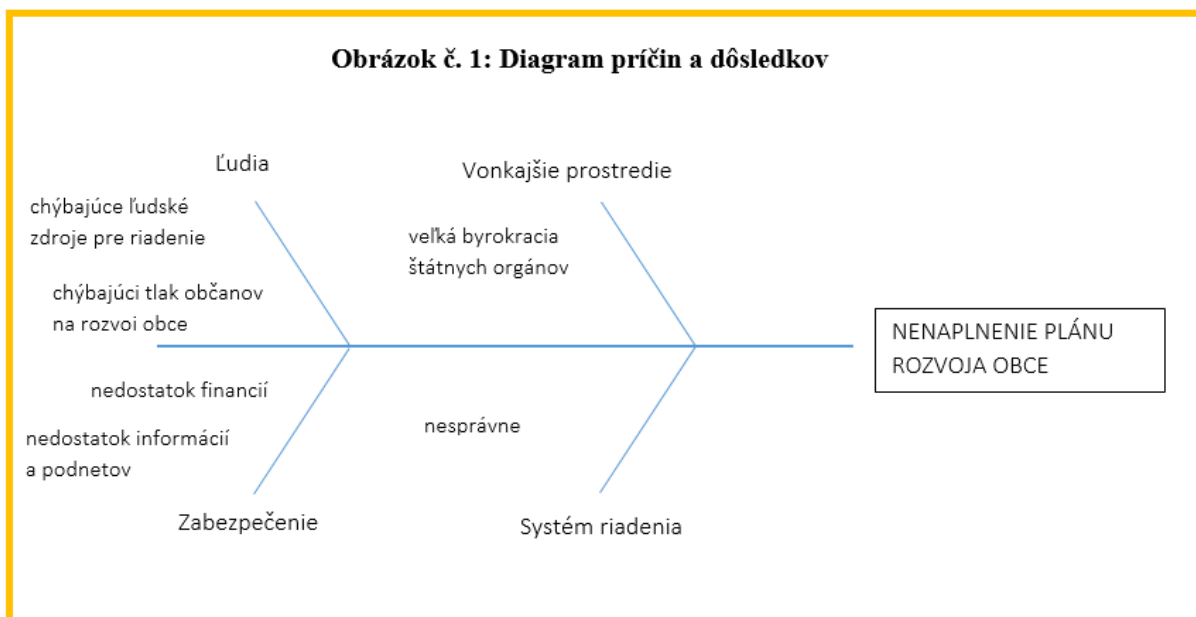 Obrázok č. 1: Diagram príčin a dôsledkov
Ľudia
Vonkajšie prostredie
chýbajúce ľudské
zdroje pre riadenie
veľká byrokracia
štátnych orgánov
chýbajúci tlak občanov
na rozvoi obce
NENAPLNENIE PLÁNU
ROZVOJA OBCE
nedostatok financií
nedostatok informácií
a podnetov
nesprávne
Zabezpečenie
Systém riadenia